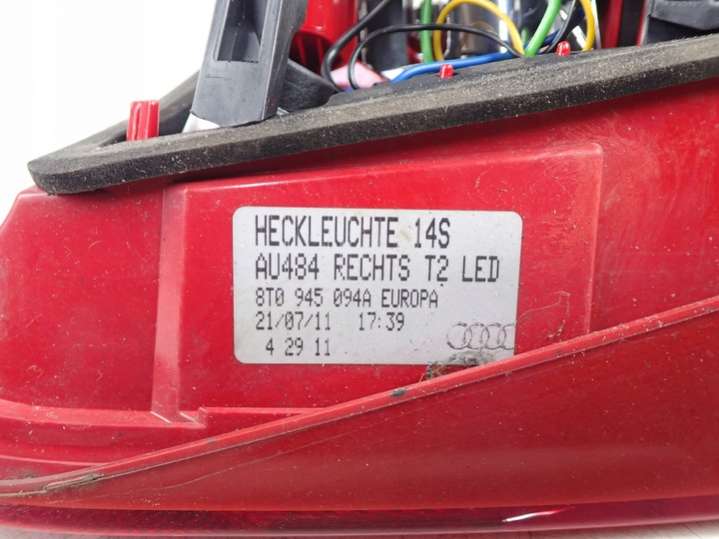 HECKLEUCHTE 14S
AU484 RECHTS T2 LED
8T0 945 094A EUROPA
21/07/11 17:39
4 29 11